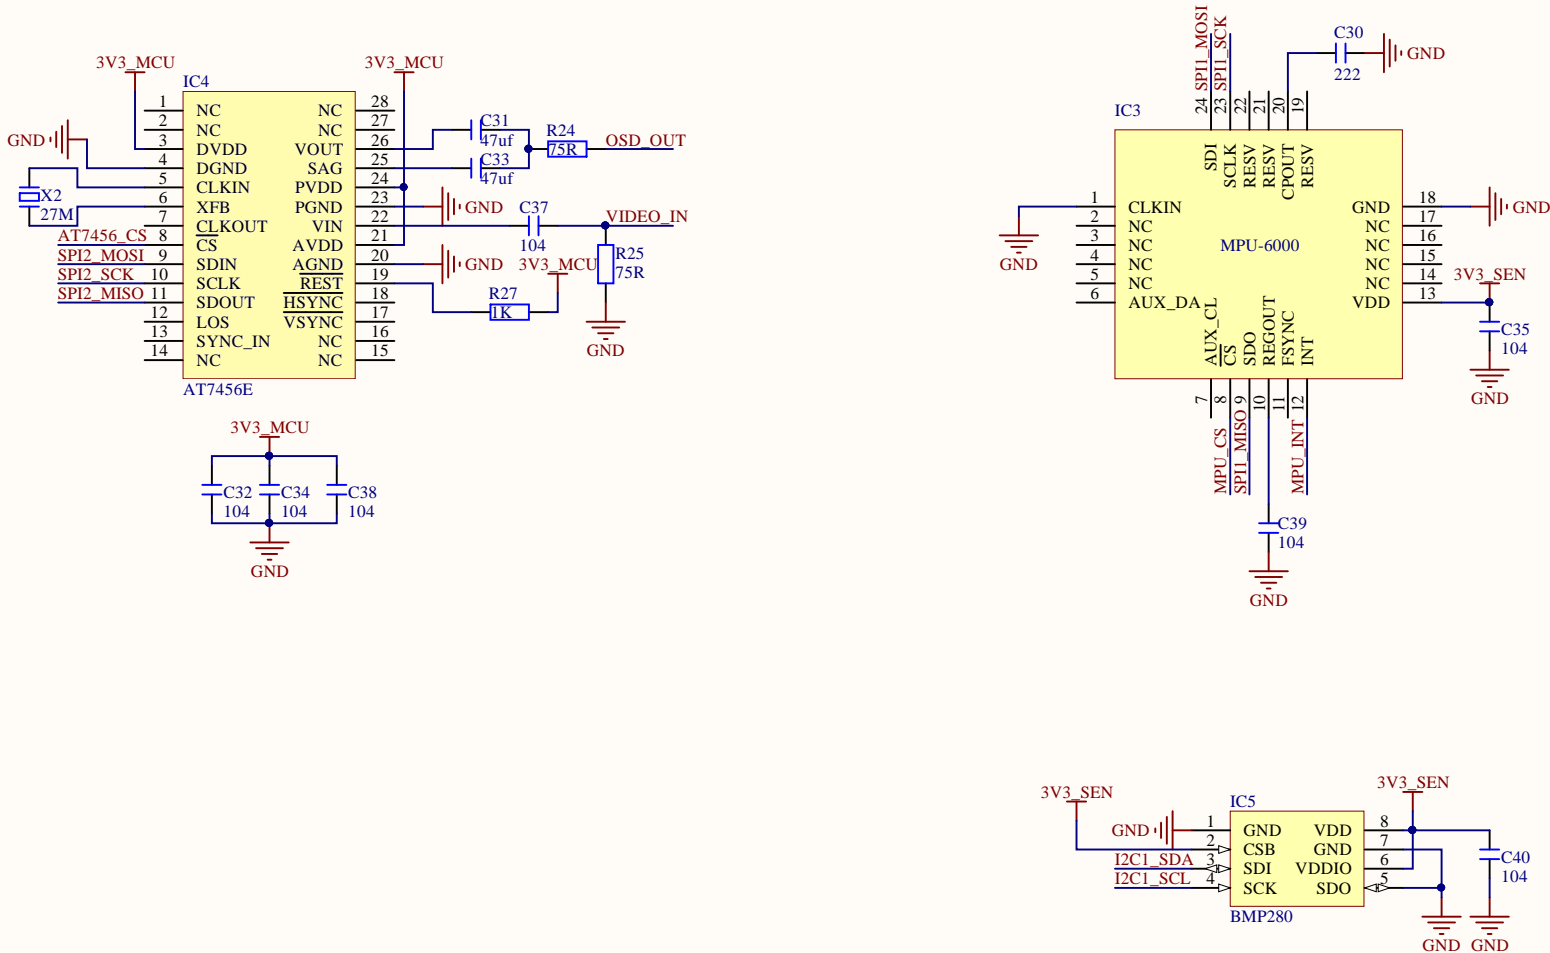 3V3_MCU
3V3_MCU
IC4
1 NC NC 28
2 NC NC 27
3 DVDD VOUT 26
4 DGND SAG 25
5 CLKIN PVDD 24
6 XFB PGND 23
7 CLKOUT VIN 22
8 CS AVDD 21
9 SDIN AGND 20
10 SCLK REST 19
11 SDOUT HSYNC 18
12 LOS VSYNC 17
13 SYNC_IN NC 16
14 NC NC 15
AT7456E
GND
X2
27M
AT7456_CS
SPI2_MOSI
SPI2_SCK
SPI2_MISO
C31
47uf
C33
47uf
R24
75R
OSD_OUT
GND
C37
104
VIDEO_IN
R25
75R
GND
GND
3V3_MCU
R27
1K
3V3_MCU
C32
104
C34
104
C38
104
GND
SPI1_MOSI
SPI1_SCK
C30
222
GND
IC3
24 SDI
23 SCLK
22 RESV
21 RESV
20 CPOUT
19 RESV
1 CLKIN GND 18
2 NC NC 17
3 NC NC 16
4 NC NC 15
5 NC NC 14
6 AUX_DA VDD 13
MPU-6000
7 AUX_CL
8 CS
9 SDO
10 REGOUT
11 FSYNC
12 INT
GND
GND
3V3_SEN
C35
104
GND
MPU_CS
SPI1_MISO
MPU_INT
C39
104
GND
3V3_SEN
3V3_SEN
IC5
GND
1 GND VDD 8
2 CSB GND 7
3 SDI VDDIO 6
4 SCK SDO 5
I2C1_SDA
I2C1_SCL
BMP280
C40
104
GND
GND